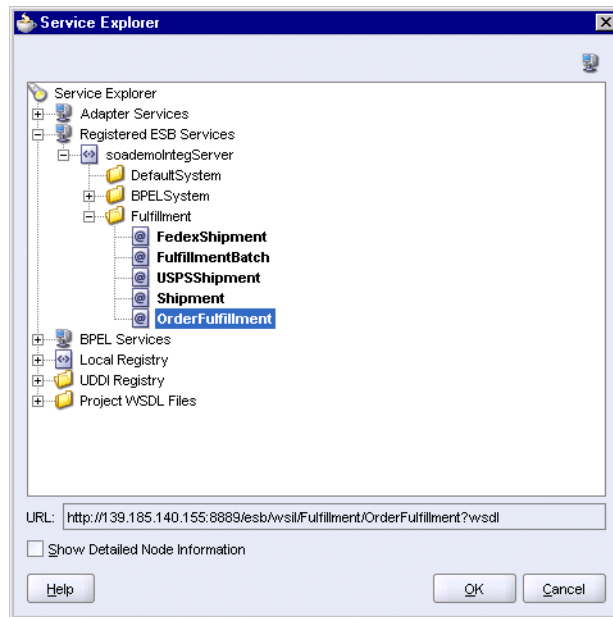 Service Explorer
Service Explorer
Adapter Services
Registered ESB Services
soademoIntegServer
DefaultSystem
BPELSystem
Fulfillment
FedexShipment
FulfillmentBatch
USPSShipment
Shipment
OrderFulfillment
BPEL Services
Local Registry
UDDI Registry
Project WSDL Files
URL: http://139.185.140.155:8889/esb/wsil/Fulfillment/OrderFulfillment?wsdl
Show Detailed Node Information
Help OK Cancel